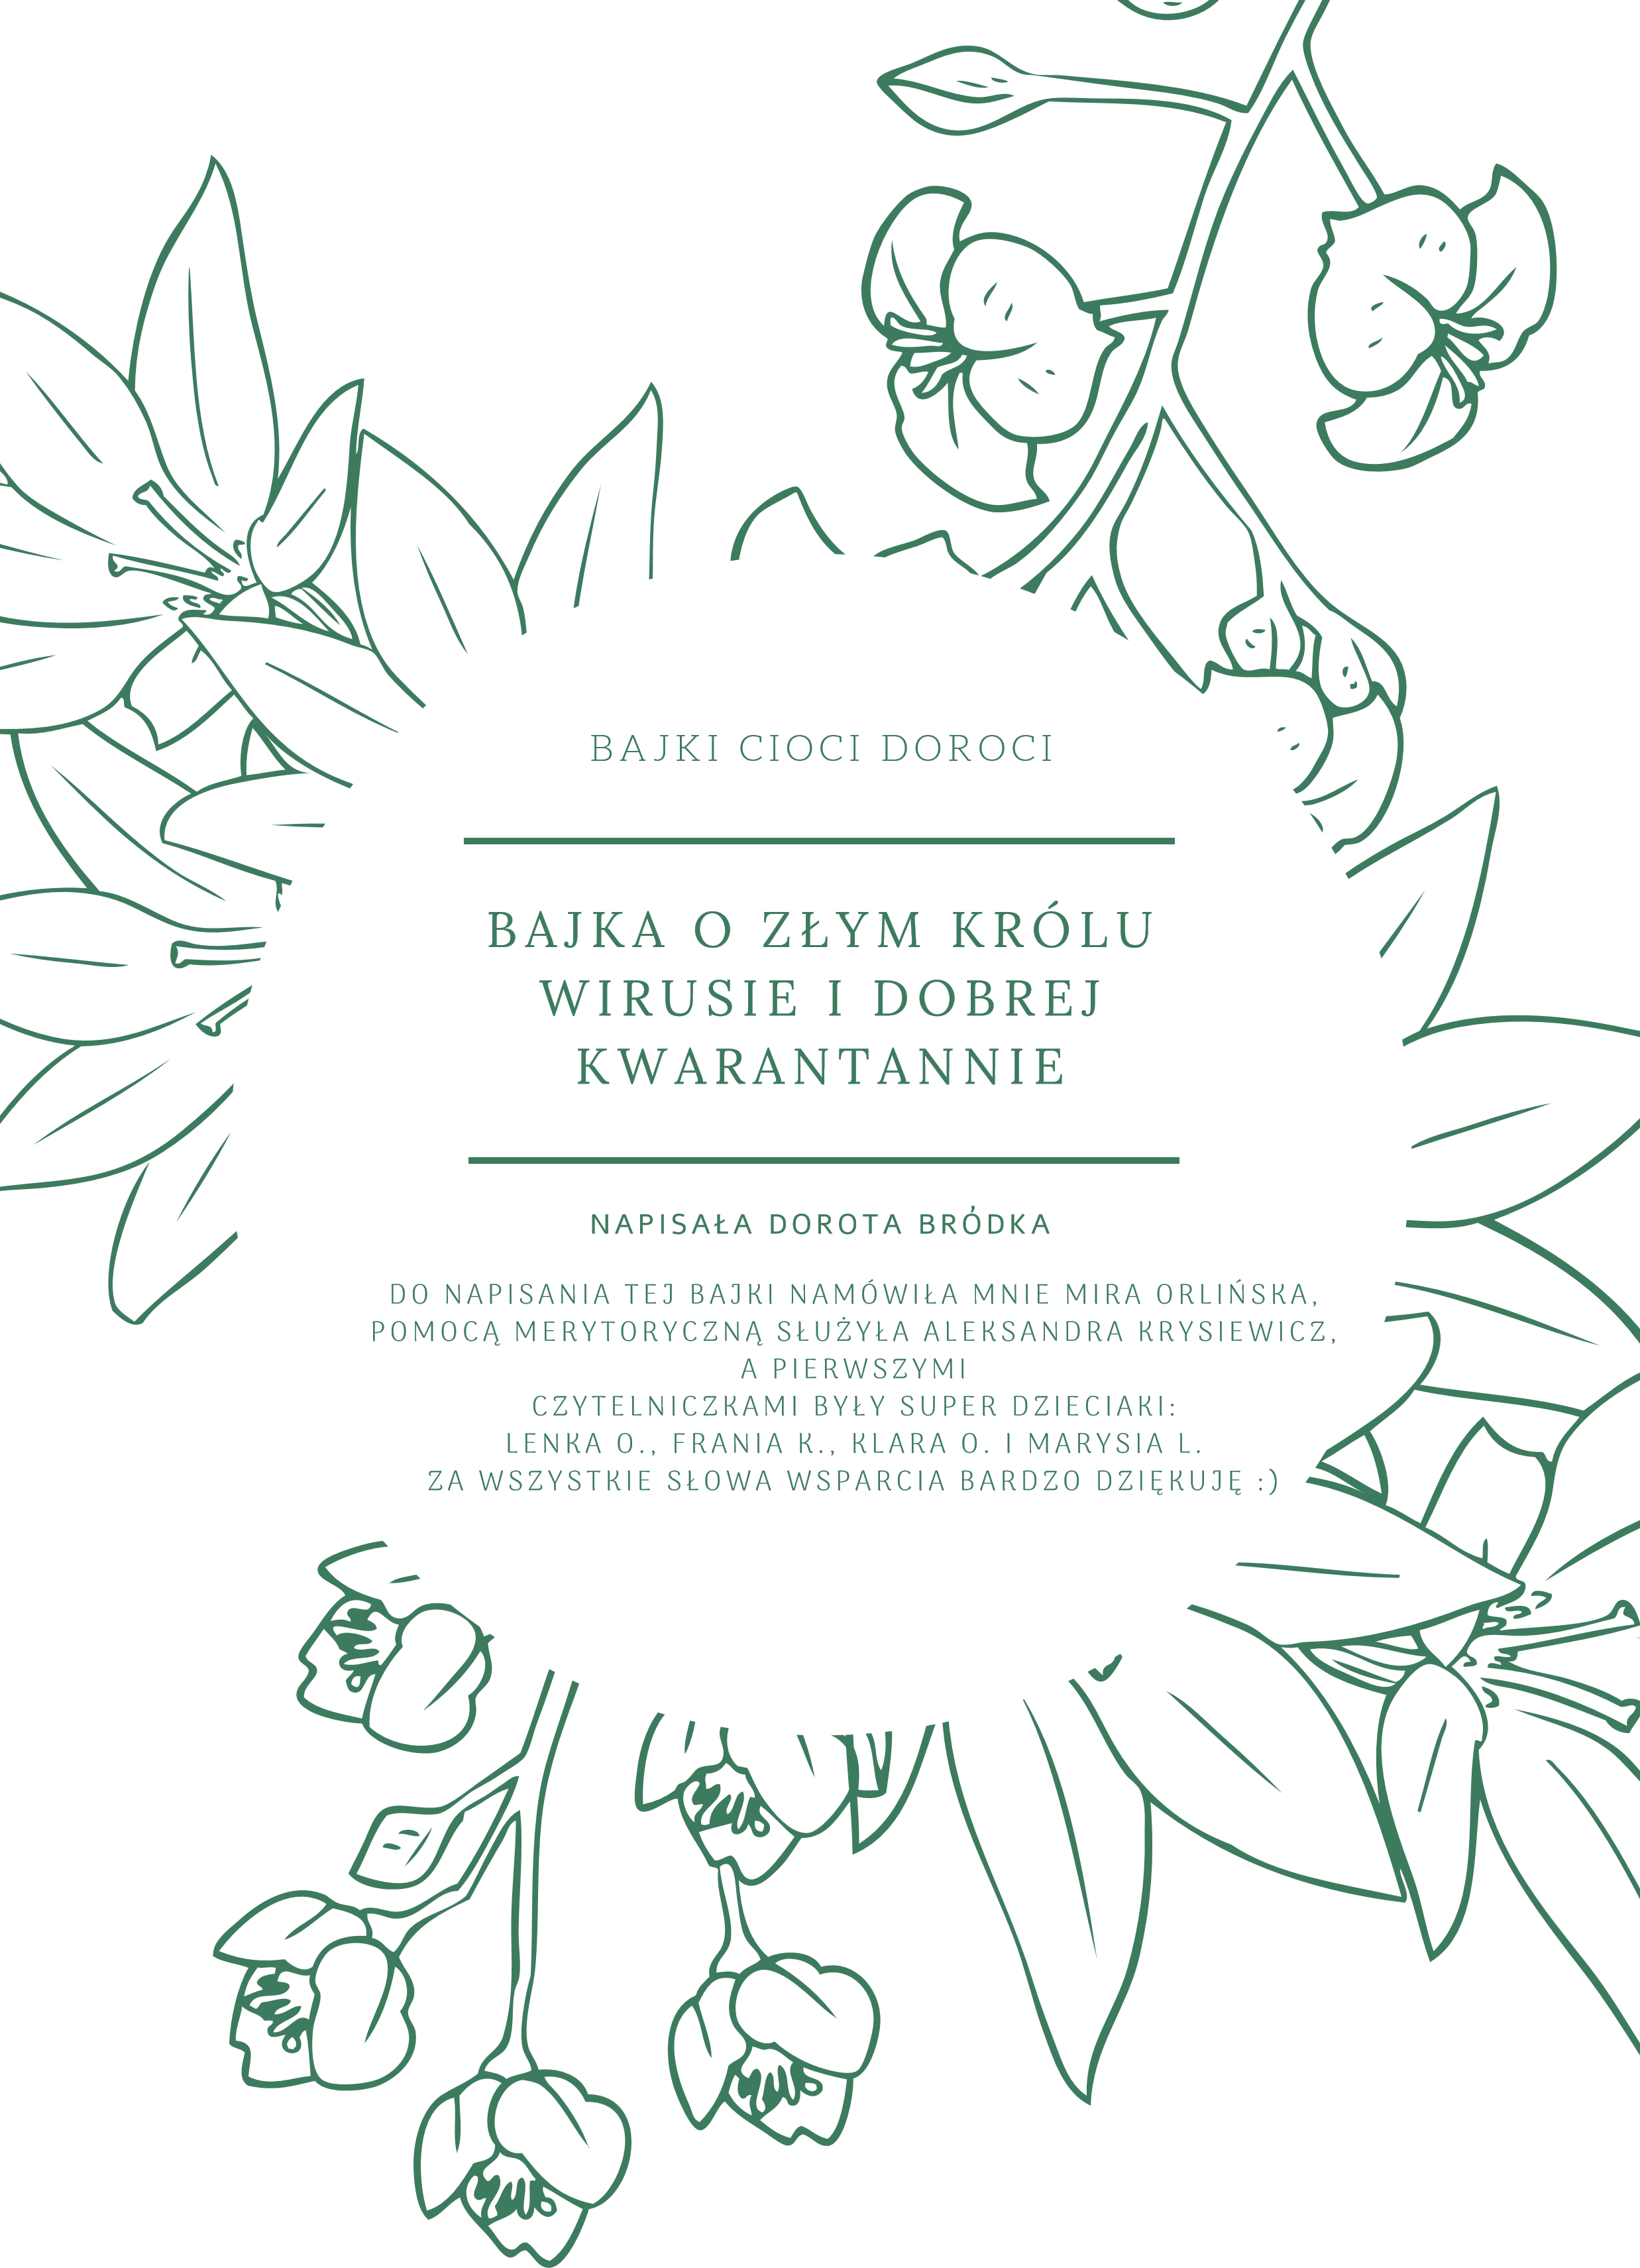 BAJKI CIOCI DOROCI
BAJKA O ZŁYM KRÓLU
WIRUSIE I DOBREJ
KWARANTANNIE
NAPISAŁA DOROTA BRÓDKA
DO NAPISANIA TEJ BAJKI NAMÓWIŁA MNIE MIRA ORLIŃSKA,
POMOCĄ MERYTORYCZNĄ SŁUŻYŁA ALEKSANDRA KRYSIEWICZ,
A PIERWSZYMI
CZYTELNICZKAMI BYŁY SUPER DZIECIAKI:
LENKA O., FRANIA K., KLARA O. I MARYSIA L.
ZA WSZYSTKIE SŁOWA WSPARCIA BARDZO DZIĘKUJĘ :)